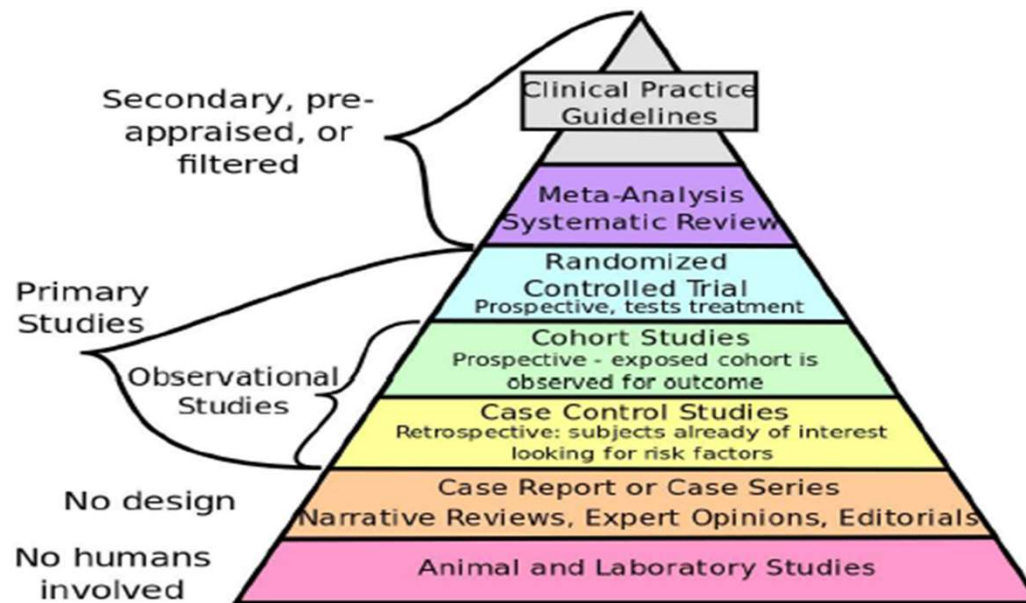 Clinical Practice
Guidelines
Secondary, pre-
appraised, or
filtered
Meta-Analysis
Systematic Review
Randomized
Controlled Trial
Prospective, tests treatment
Primary
Studies
Cohort Studies
Prospective - exposed cohort is
observed for outcome
Observational
Studies
Case Control Studies
Retrospective: subjects already of interest
looking for risk factors
No design
Case Report or Case Series
Narrative Reviews, Expert Opinions, Editorials
No humans
involved
Animal and Laboratory Studies